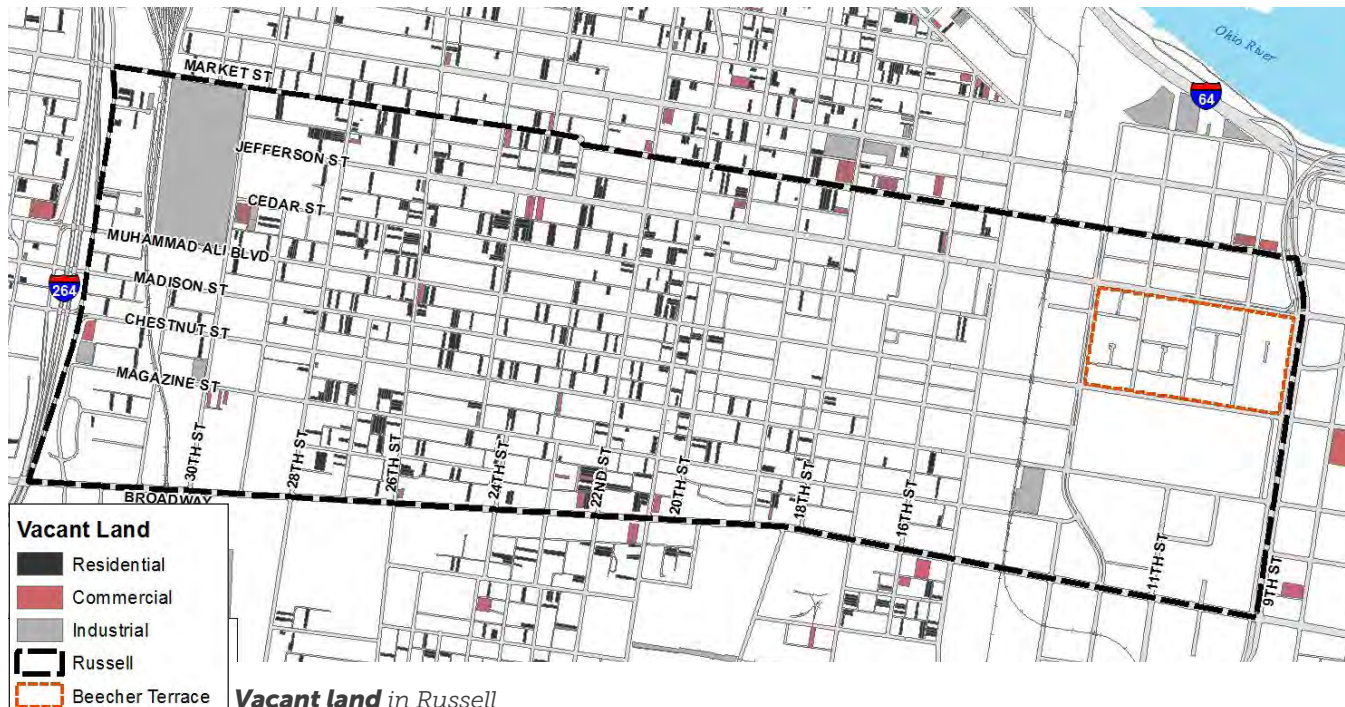 Ohio River
64
MARKET ST
JEFFERSON ST
CEDAR ST
MUHAMMAD ALI BLVD
264
MADISON ST
CHESTNUT ST
MAGAZINE ST
30TH ST
28TH ST
26TH ST
24TH ST
22ND ST
20TH ST
18TH ST
16TH ST
11TH ST
9TH ST
BROADWAY
Vacant Land
Residential
Commercial
Industrial
Russell
Beecher Terrace
Vacant land in Russell